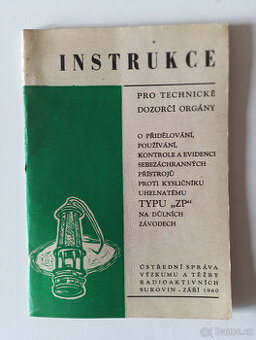 INSTRUKCE
PRO TECHNICKÉ
DOZORČÍ ORGÁNY
O PŘIDĚLOVÁNÍ,
POUŽÍVÁNÍ,
KONTROLE A EVIDENCI
SEBEZÁCHRANNÝCH
PŘÍSTROJŮ
PROTI KYSLIČNÍKU
UHELNATÉMU
TYPU „ZP"
NA DŮLNÍCH
ZÁVODECH
ÚSTŘEDNÍ SPRÁVA
VÝZKUMU A TĚŽBY
RADIOAKTIVNÍCH
SUROVIN - ZÁŘÍ 1960